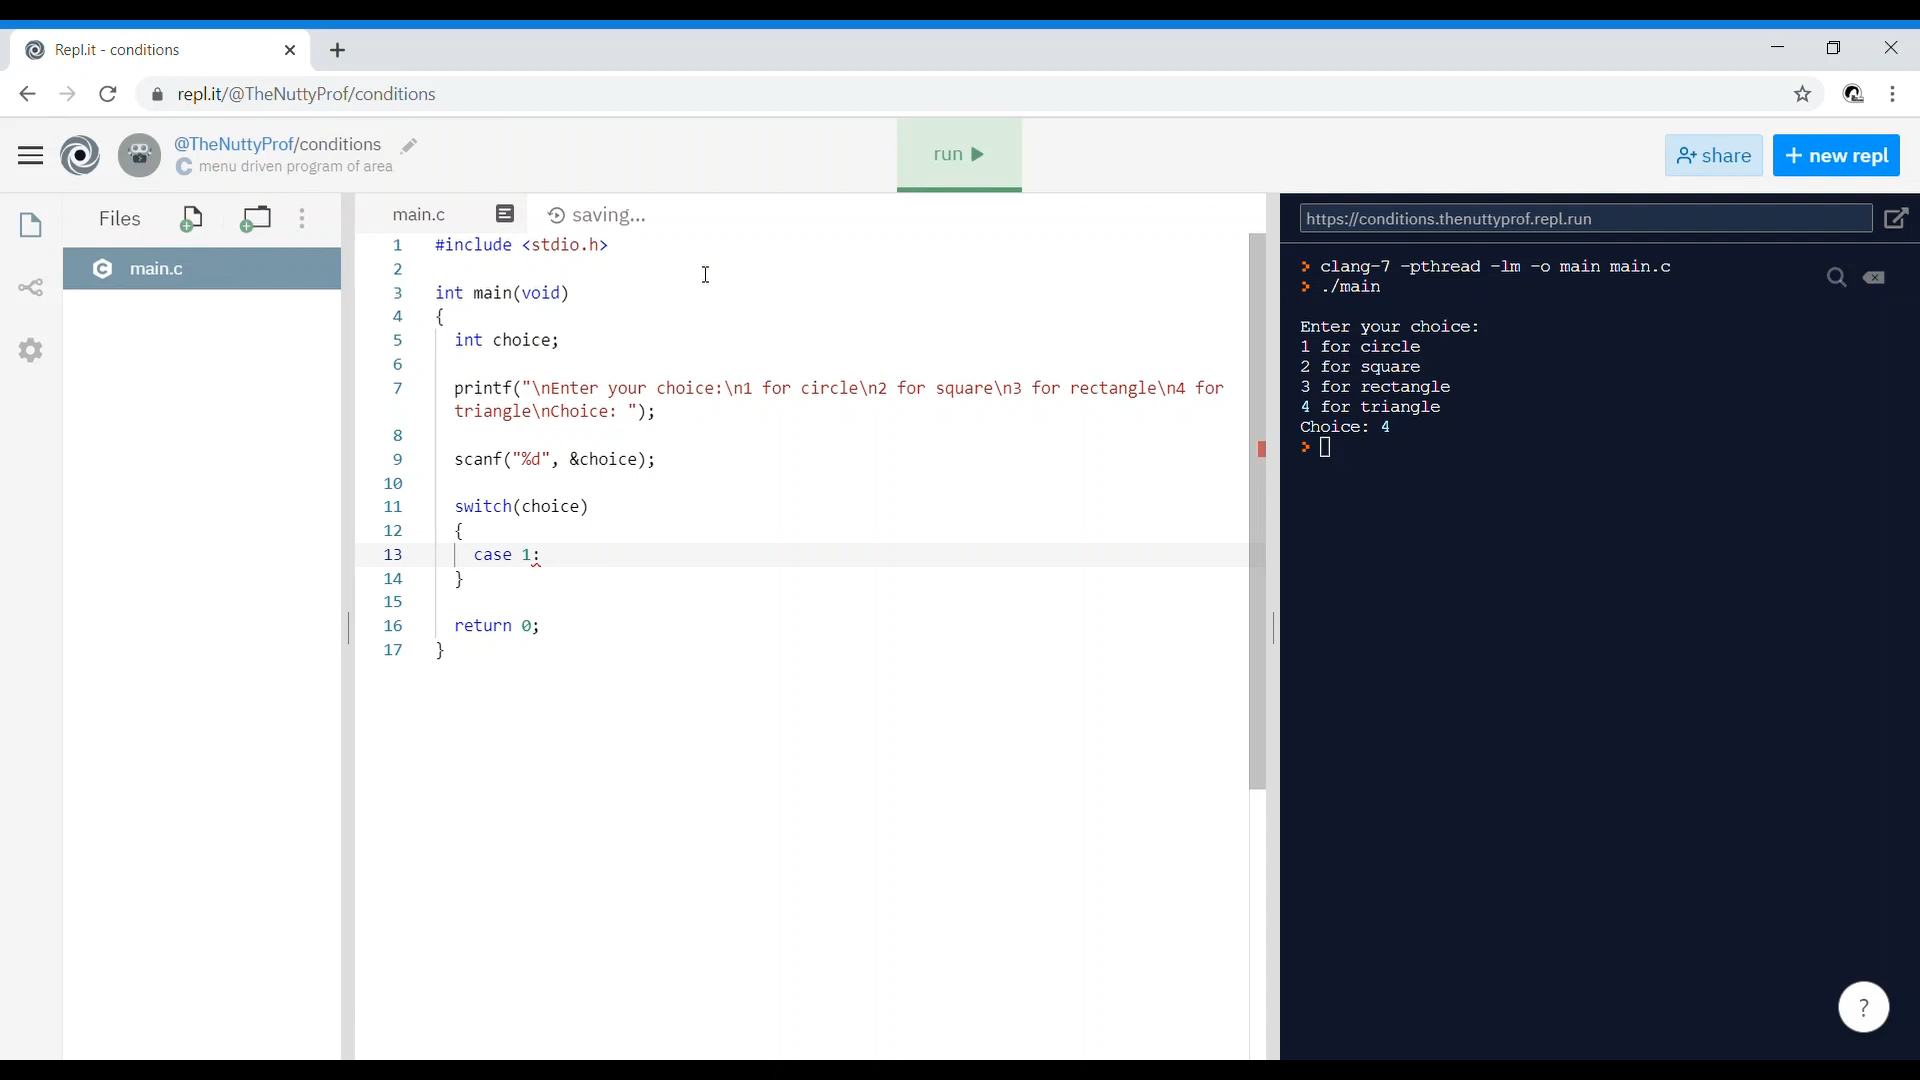 Repl.it - conditions
repl.it/@TheNuttyProf/conditions
@TheNuttyProf/conditions
menu driven program of area
run
share
+ new repl
Files
main.c
main.c
saving...
1 #include <stdio.h>
2
3 int main(void)
4 {
5 int choice;
6
7 printf("\nEnter your choice:\n1 for circle\n2 for square\n3 for rectangle\n4 for
triangle\nChoice: ");
8
9 scanf("%d", &choice);
10
11 switch(choice)
12 {
13 case 1:
14 }
15
16 return 0;
17 }
https://conditions.thenuttyprof.repl.run
> clang-7 -pthread -lm -o main main.c
> ./main
Enter your choice:
1 for circle
2 for square
3 for rectangle
4 for triangle
Choice: 4
>
?